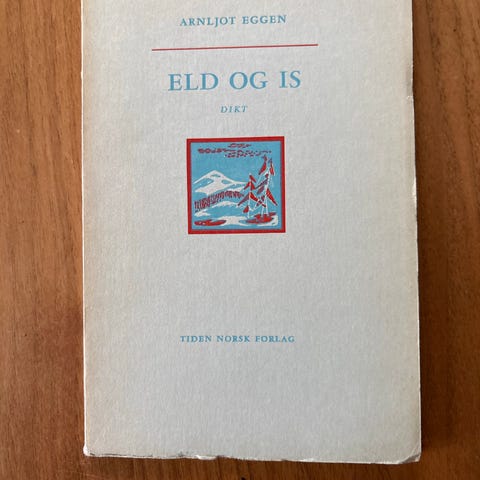 ARNLJOT EGGEN
ELD OG IS
DIKT
TIDEN NORSK FORLAG